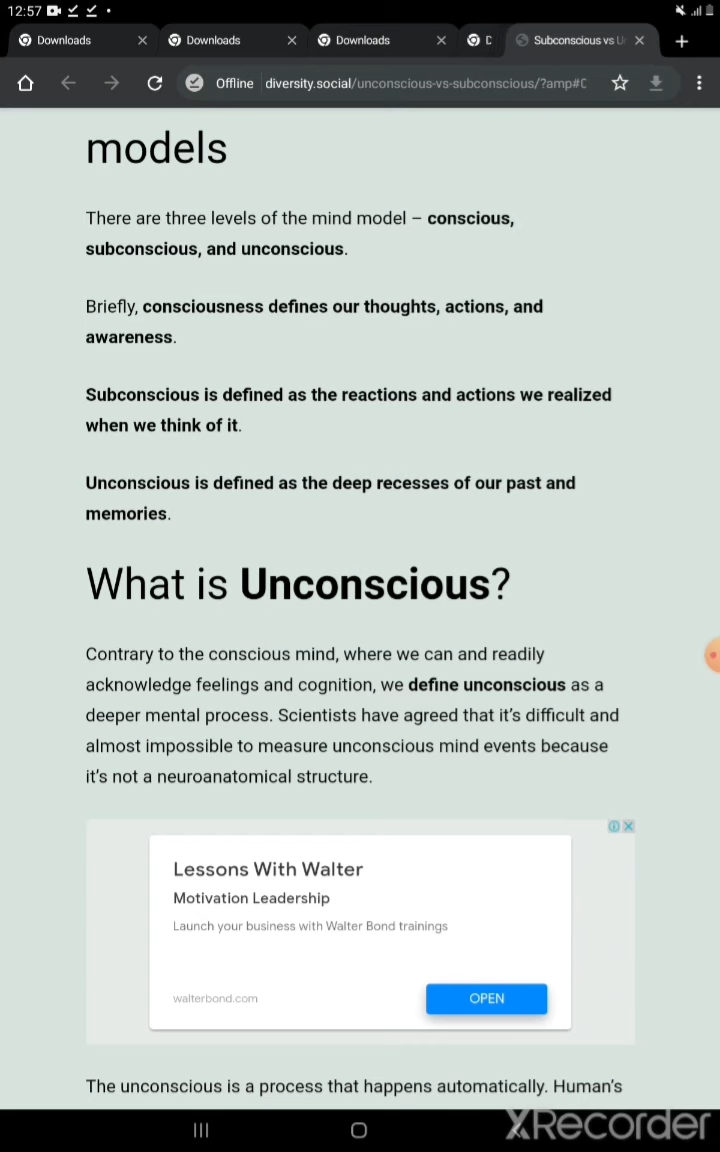 12:57
Downloads
Downloads
Downloads
Subconscious vs U
Offline
diversity.social/unconscious-vs-subconscious/?amp#
models
There are three levels of the mind model – conscious,
subconscious, and unconscious.
Briefly, consciousness defines our thoughts, actions, and
awareness.
Subconscious is defined as the reactions and actions we realized
when we think of it.
Unconscious is defined as the deep recesses of our past and
memories.
What is Unconscious?
Contrary to the conscious mind, where we can and readily
acknowledge feelings and cognition, we define unconscious as a
deeper mental process. Scientists have agreed that it’s difficult and
almost impossible to measure unconscious mind events because
it’s not a neuroanatomical structure.
Lessons With Walter
Motivation Leadership
Launch your business with Walter Bond trainings
walterbond.com
OPEN
The unconscious is a process that happens automatically. Human’s
XRecorder